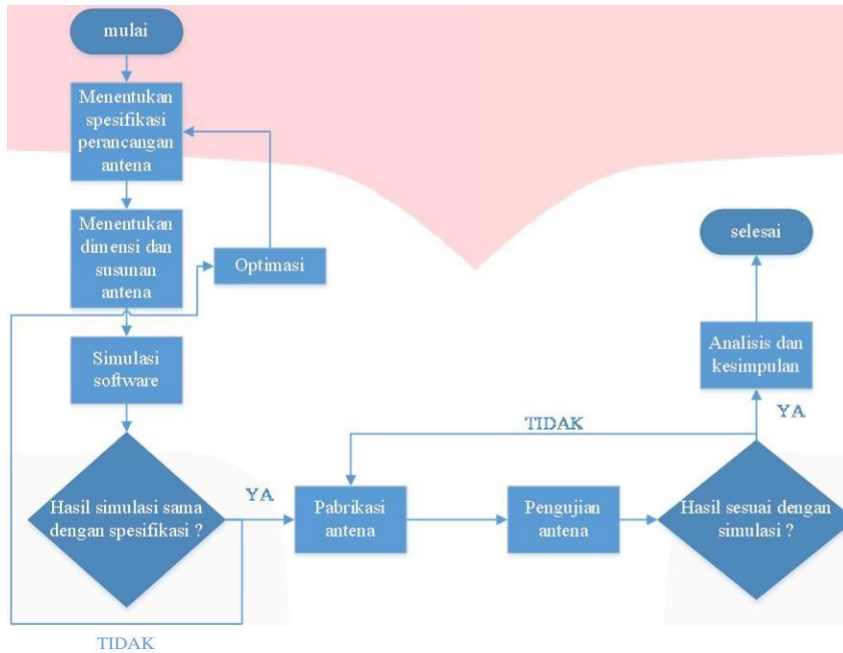 mulai
Menentukan
spesifikasi
perancangan
antena
Menentukan
dimensi dan
susunan
antena
Optimasi
Simulasi
software
Hasil simulasi sama
dengan spesifikasi ?
YA
TIDAK
Pabrikasi
antena
Pengujian
antena
Hasil sesuai dengan
simulasi ?
TIDAK
YA
Analisis dan
kesimpulan
selesai